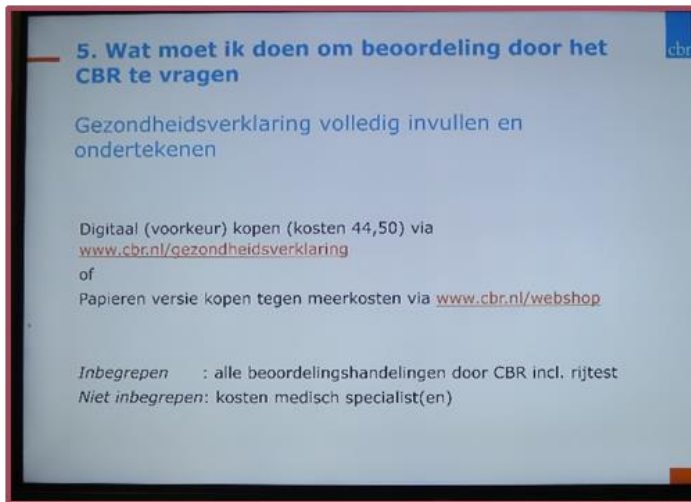 5. Wat moet ik doen om beoordeling door het
CBR te vragen
cbr
Gezondheidsverklaring volledig invullen en
ondertekenen
Digitaal (voorkeur) kopen (kosten 44,50) via
www.cbr.nl/gezondheidsverklaring
of
Papieren versie kopen tegen meerkosten via www.cbr.nl/webshop
Inbegrepen : alle beoordelingshandelingen door CBR incl. rijtest
Niet inbegrepen: kosten medisch specialist(en)